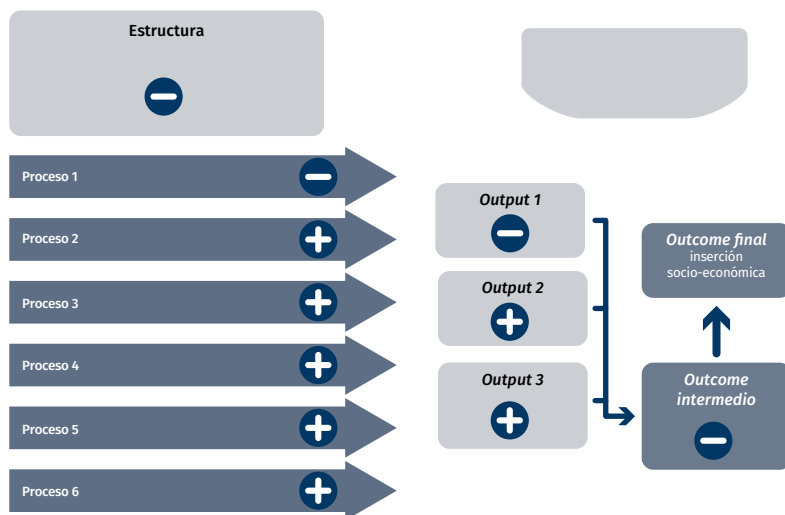 Estructura
Proceso 1
Proceso 2
Proceso 3
Proceso 4
Proceso 5
Proceso 6
Output 1
Output 2
Output 3
Outcome final
inserción
socio-económica
Outcome
intermedio